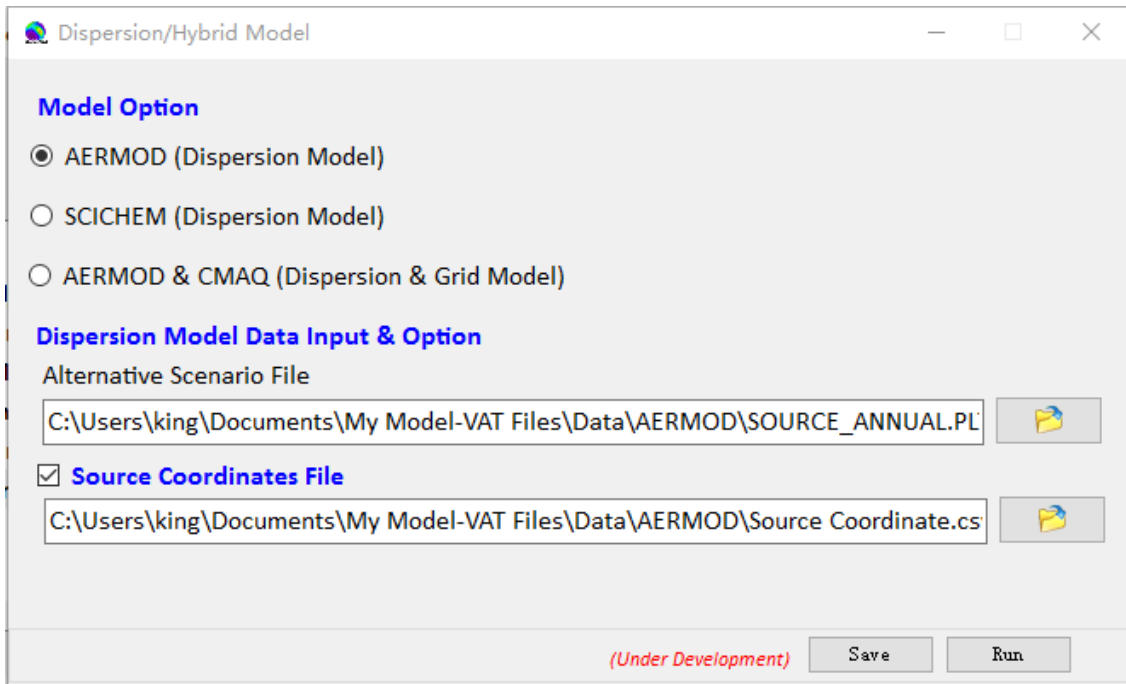 Dispersion/Hybrid Model
Model Option
AERMOD (Dispersion Model)
SCICHEM (Dispersion Model)
AERMOD & CMAQ (Dispersion & Grid Model)
Dispersion Model Data Input & Option
Alternative Scenario File
C:\Users\king\Documents\My Model-VAT Files\Data\AERMOD\SOURCE_ANNUAL.PL
Source Coordinates File
C:\Users\king\Documents\My Model-VAT Files\Data\AERMOD\Source Coordinate.cs
(Under Development) Save Run